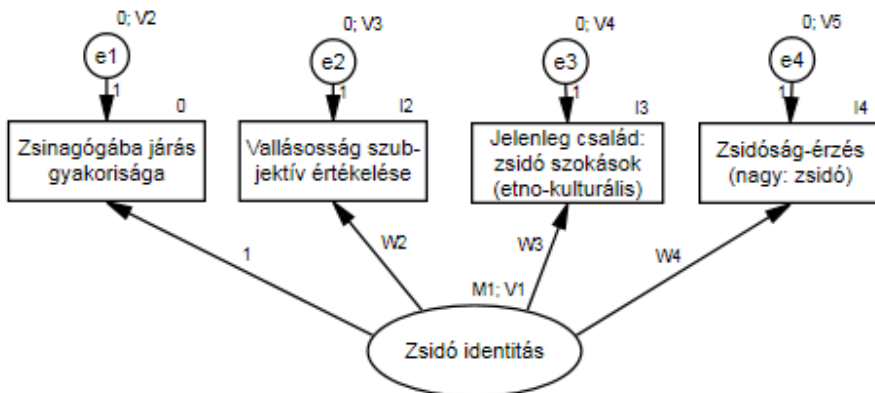 0; V2
0; V3
0; V4
0; V5
e1
e2
e3
e4
1
1
1
1
0
I2
I3
I4
Zsinagógába járás
gyakorisága
Vallásosság szub-
jektív értékelése
Jelenleg család:
zsidó szokások
(etno-kulturális)
Zsidóság-érzés
(nagy: zsidó)
1
W2
W3
W4
M1; V1
Zsidó identitás